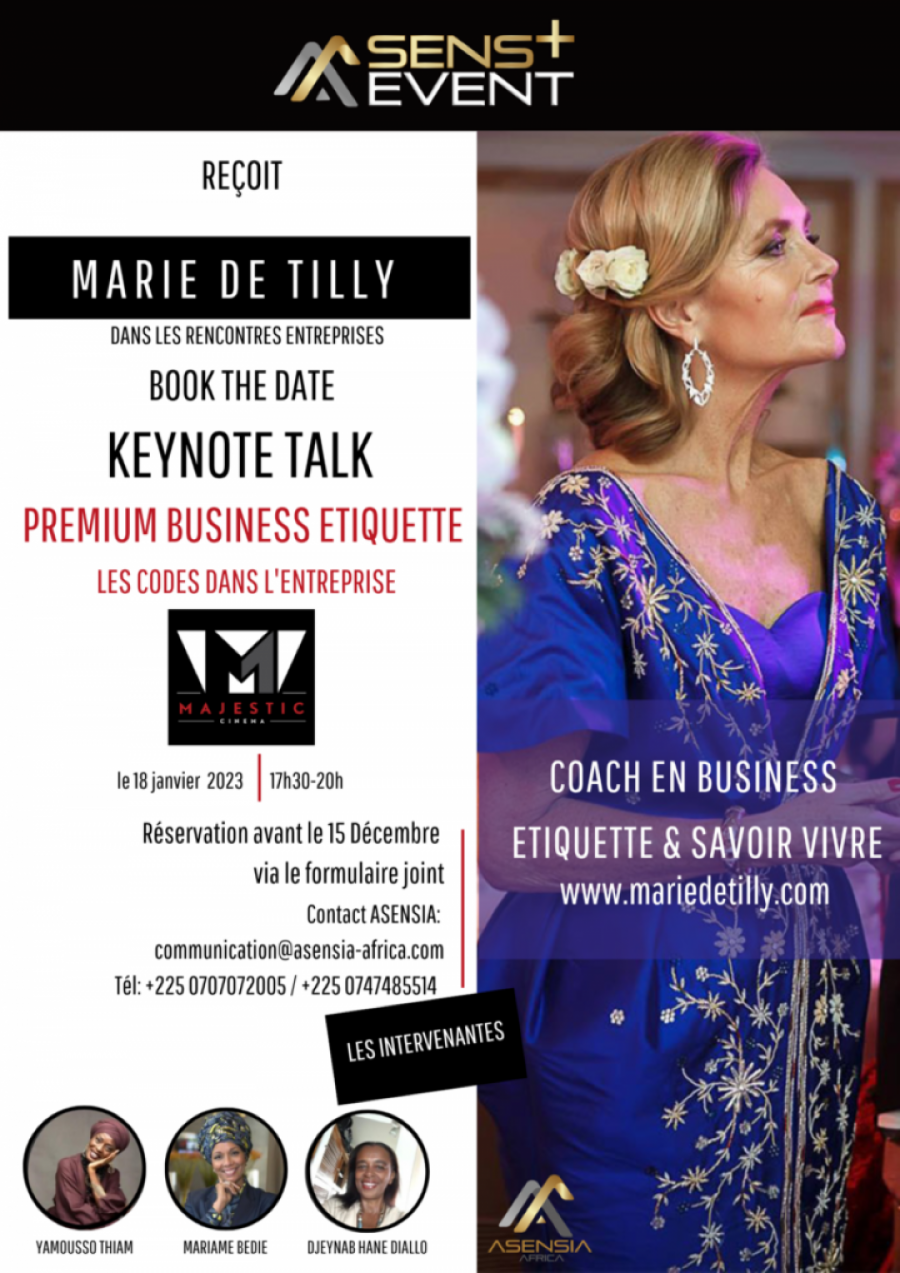 SENS+
EVENT
REÇOIT
MARIE DE TILLY
DANS LES RENCONTRES ENTREPRISES
BOOK THE DATE
KEYNOTE TALK
PREMIUM BUSINESS ETIQUETTE
LES CODES DANS L'ENTREPRISE
M1
MAJESTIC
CINEMA
le 18 janvier 2023 17h30-20h
Réservation avant le 15 Décembre
via le formulaire joint
Contact ASENSIA:
communication@asensia-africa.com
Tél: +225 0707072005 / +225 0747485514
COACH EN BUSINESS
ETIQUETTE & SAVOIR VIVRE
www.mariedetilly.com
LES INTERVENANTES
YAMOUSSO THIAM
MARIAME BEDIE
DJEYNAB HANE DIALLO
ASENSIA
AFRICA